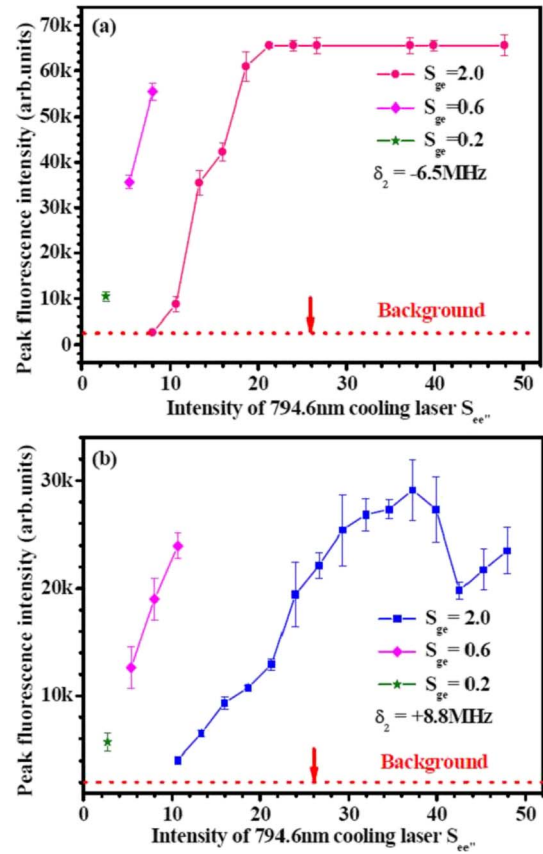 (a)
70k
60k
50k
40k
30k
20k
10k
0
Peak fluorescence intensity (arb.units)
S_ge=2.0
S_ge=0.6
S_ge=0.2
δ₂ = -6.5MHz
Background
0 10 20 30 40 50
Intensity of 794.6nm cooling laser S_ee"
(b)
30k
20k
10k
Peak fluorescence intensity (arb.units)
S_ge= 2.0
S_ge= 0.6
S_ge= 0.2
δ₂ = +8.8MHz
Background
0 10 20 30 40 50
Intensity of 794.6nm cooling laser S_ee"